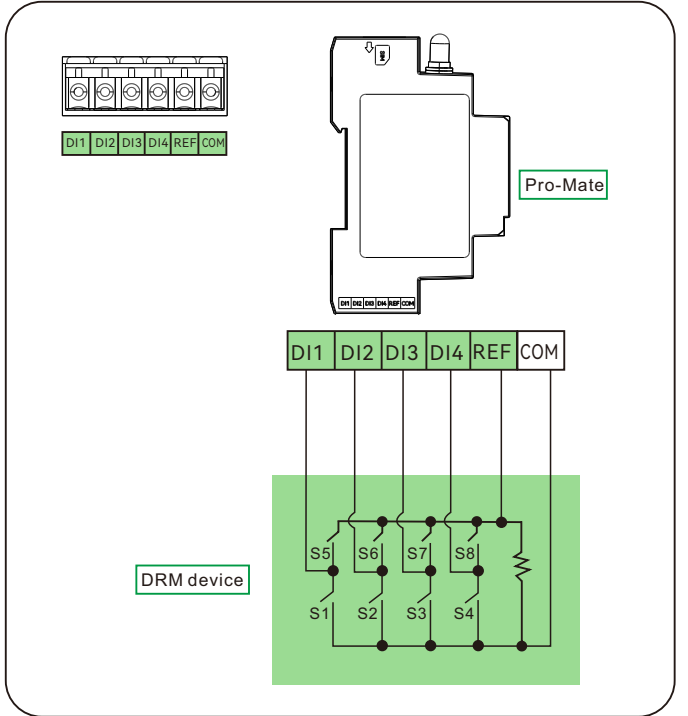 SIM
DI1 DI2 DI3 DI4 REF COM
Pro-Mate
DI1 DI2 DI3 DI4 REF COM
DI1 DI2 DI3 DI4 REF COM
S5 S6 S7 S8
DRM device
S1 S2 S3 S4